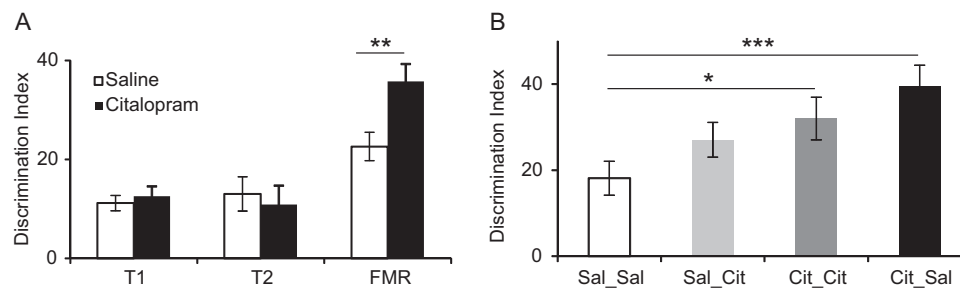 A
Discrimination Index
40
20
0
Saline
Citalopram
**
T1 T2 FMR
B
Discrimination Index
40
20
0
***
*
Sal_Sal Sal_Cit Cit_Cit Cit_Sal